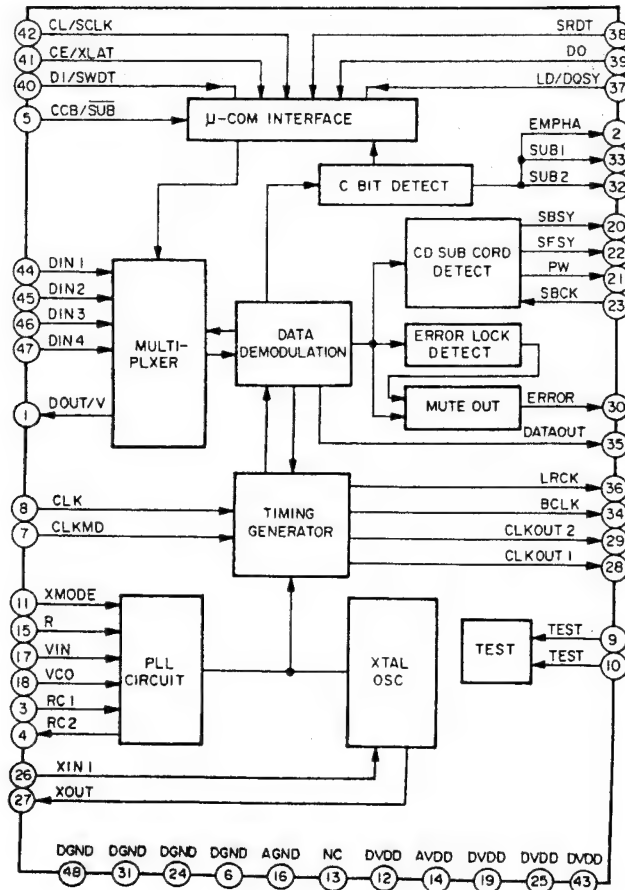 42 CL/SCLK SRDT 38
41 CE/XLAT DO 39
40 DI/SWDT LD/DQSY 37
5 CCB/SUB μ-COM INTERFACE
EMPHA 2
SUB1 33
C BIT DETECT SUB2 32
SBSY 20
CD SUB CORD DETECT SFSY 22
PW 21
SBCK 23
44 DIN1
45 DIN2
46 DIN3
47 DIN4
MULTI-
PLXER
DATA
DEMODULATION
ERROR LOCK
DETECT
1 DOUT/V
MUTE OUT ERROR 30
DATAOUT 35
8 CLK
7 CLKMD
TIMING
GENERATOR
LRCK 36
BCLK 34
CLKOUT 2 29
CLKOUT 1 28
11 XMODE
15 R
17 VIN
18 VCO
3 RC1
4 RC2
PLL
CIRCUIT
XTAL
OSC
TEST
TEST 9
TEST 10
26 XIN1
27 XOUT
DGND DGND DGND DGND AGND NC DVDD AVDD DVDD DVDD DVDD
48 31 24 6 16 13 12 14 19 25 43